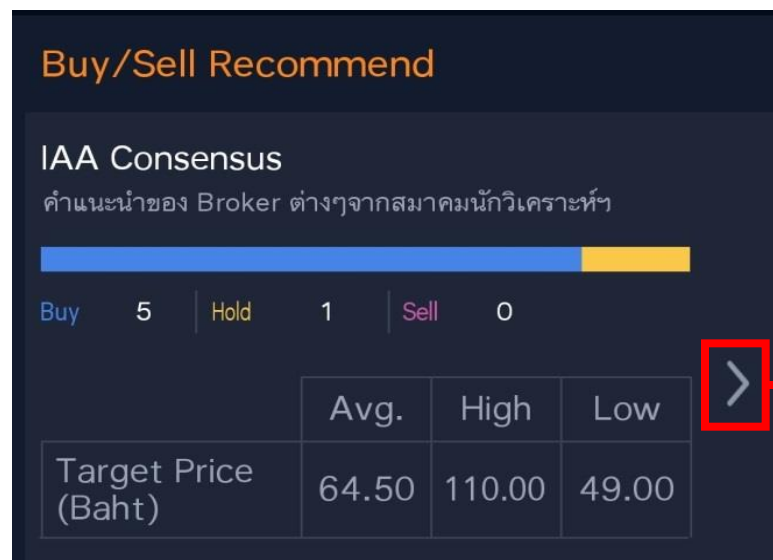 Buy/Sell Recommend
IAA Consensus
คำแนะนำของ Broker ต่างๆจากสมาคมนักวิเคราะห์ฯ
Buy 5 Hold 1 Sell 0
Avg. High Low
Target Price
(Baht) 64.50 110.00 49.00